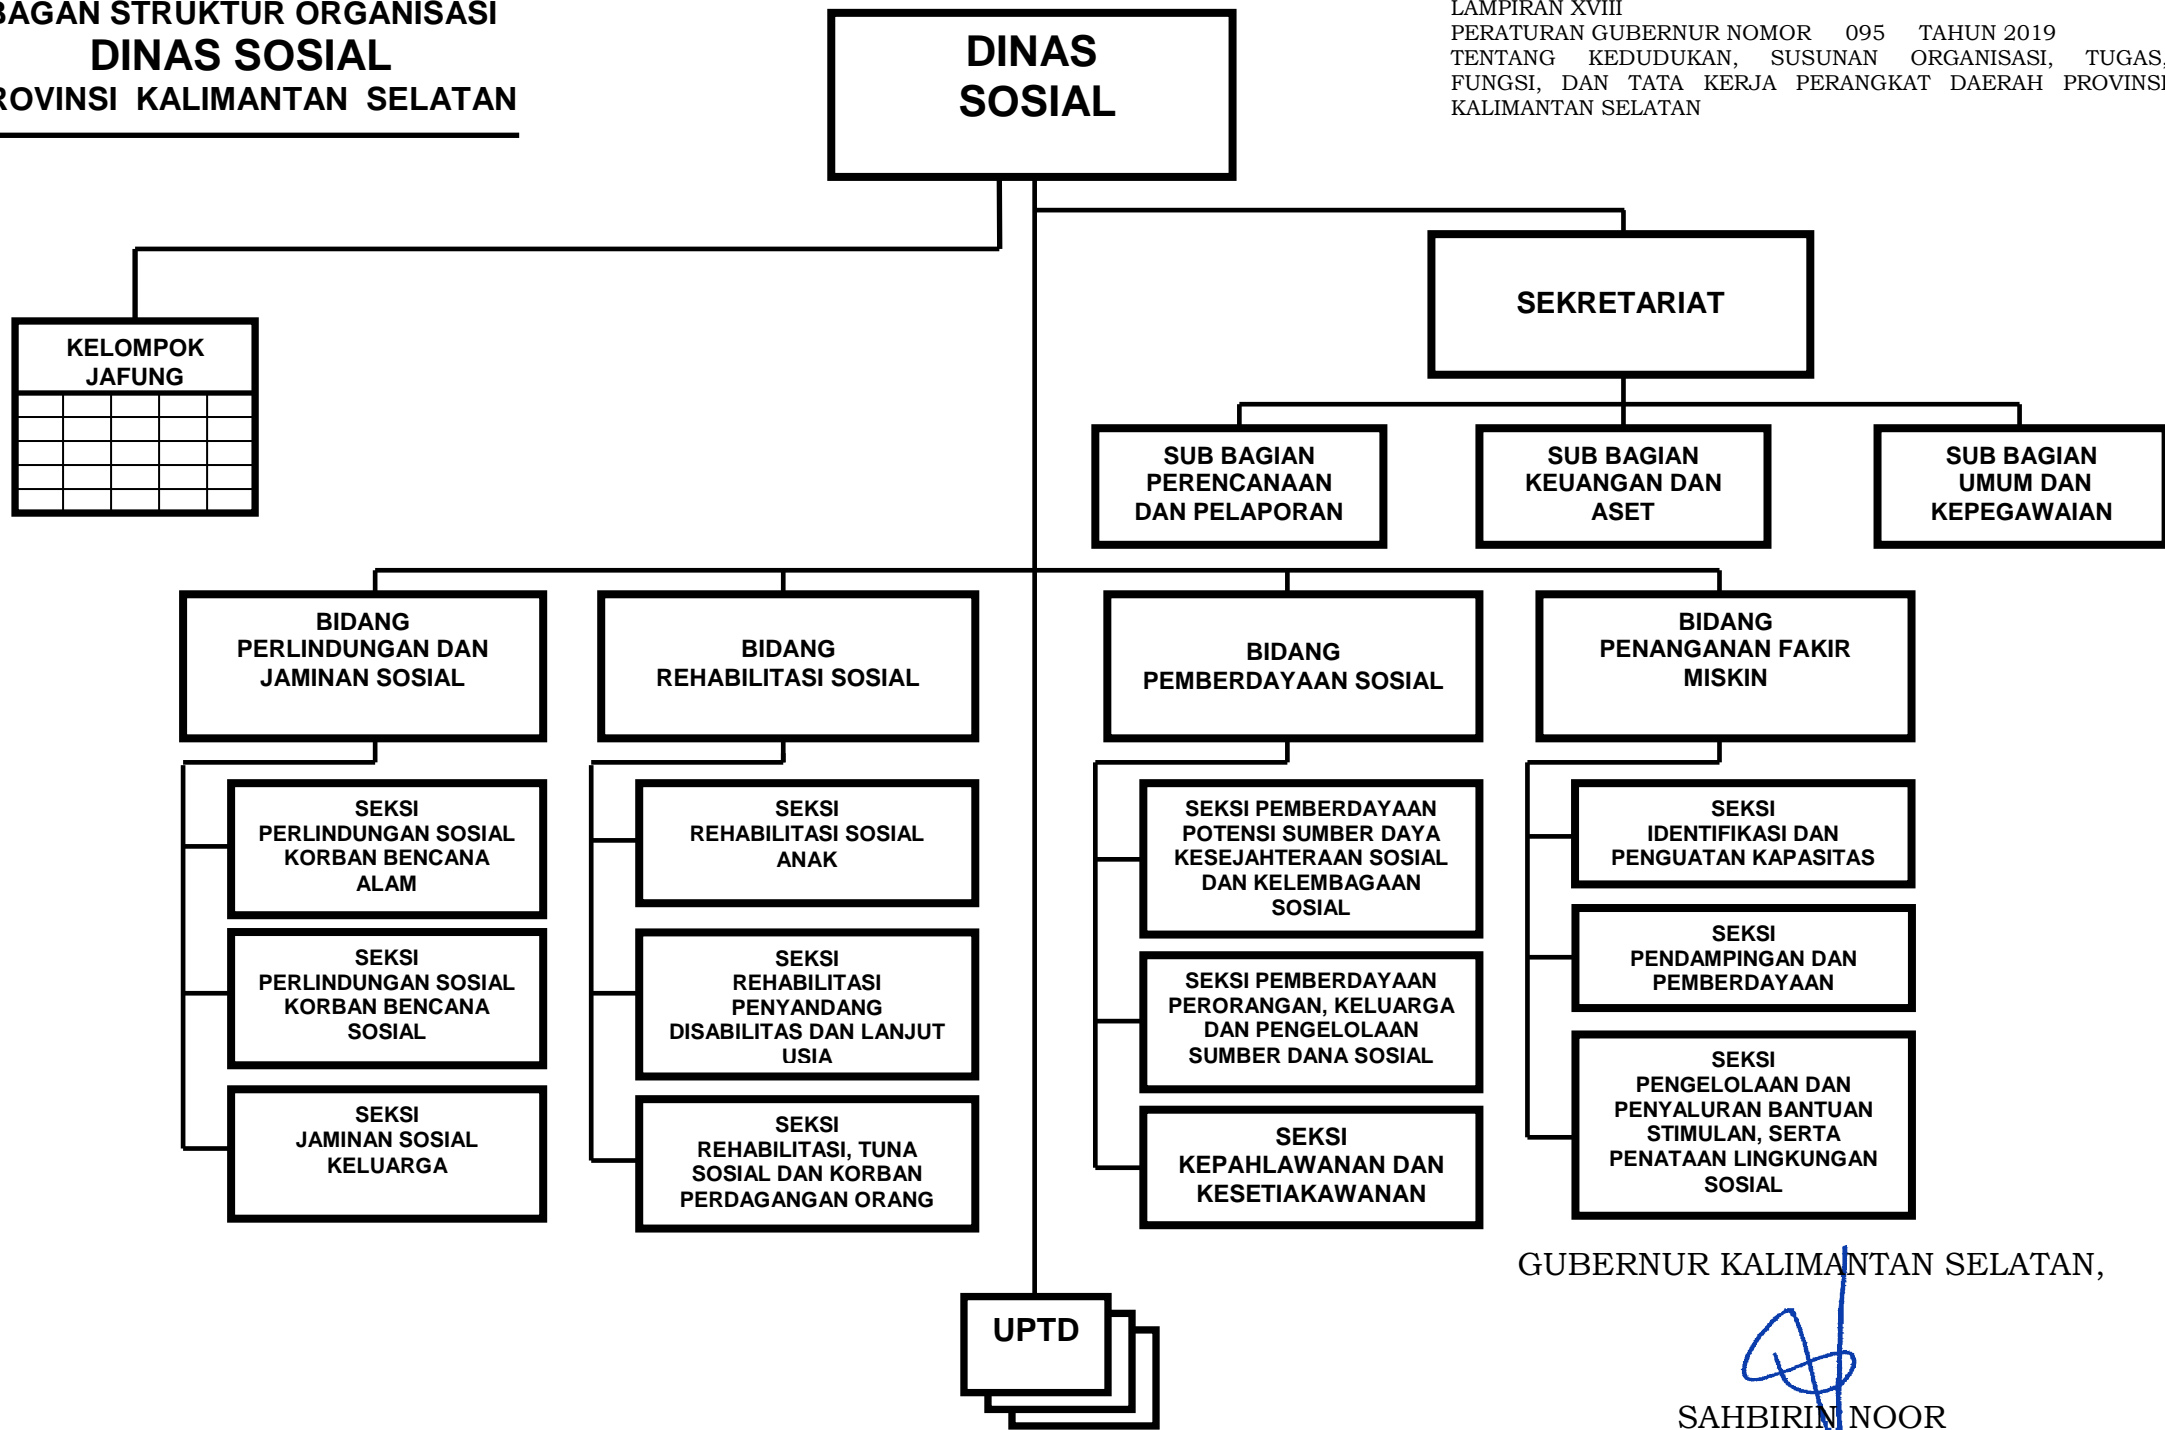 BAGAN STRUKTUR ORGANISASI
DINAS SOSIAL
PROVINSI KALIMANTAN SELATAN
DINAS
SOSIAL
LAMPIRAN XVIII
PERATURAN GUBERNUR NOMOR 095 TAHUN 2019
TENTANG KEDUDUKAN, SUSUNAN ORGANISASI, TUGAS,
FUNGSI, DAN TATA KERJA PERANGKAT DAERAH PROVINSI
KALIMANTAN SELATAN
SEKRETARIAT
KELOMPOK
JAFUNG
SUB BAGIAN
PERENCANAAN
DAN PELAPORAN
SUB BAGIAN
KEUANGAN DAN
ASET
SUB BAGIAN
UMUM DAN
KEPEGAWAIAN
BIDANG
PERLINDUNGAN DAN
JAMINAN SOSIAL
BIDANG
REHABILITASI SOSIAL
BIDANG
PEMBERDAYAAN SOSIAL
BIDANG
PENANGANAN FAKIR
MISKIN
SEKSI
PERLINDUNGAN SOSIAL
KORBAN BENCANA
ALAM
SEKSI
PERLINDUNGAN SOSIAL
KORBAN BENCANA
SOSIAL
SEKSI
JAMINAN SOSIAL
KELUARGA
SEKSI
REHABILITASI SOSIAL
ANAK
SEKSI
REHABILITASI
PENYANDANG
DISABILITAS DAN LANJUT
USIA
SEKSI
REHABILITASI, TUNA
SOSIAL DAN KORBAN
PERDAGANGAN ORANG
SEKSI PEMBERDAYAAN
POTENSI SUMBER DAYA
KESEJAHTERAAN SOSIAL
DAN KELEMBAGAAN
SOSIAL
SEKSI PEMBERDAYAAN
PERORANGAN, KELUARGA
DAN PENGELOLAAN
SUMBER DANA SOSIAL
SEKSI
KEPAHLAWANAN DAN
KESETIAKAWANAN
SEKSI
IDENTIFIKASI DAN
PENGUATAN KAPASITAS
SEKSI
PENDAMPINGAN DAN
PEMBERDAYAAN
SEKSI
PENGELOLAAN DAN
PENYALURAN BANTUAN
STIMULAN, SERTA
PENATAAN LINGKUNGAN
SOSIAL
UPTD
GUBERNUR KALIMANTAN SELATAN,
SAHBIRIN NOOR